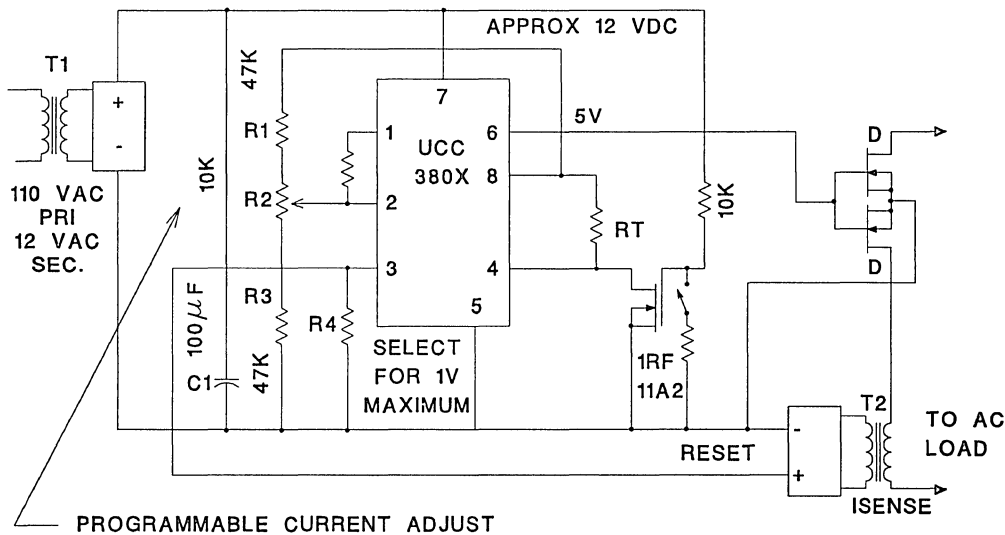 APPROX 12 VDC
T1
47K
7
+
-
R1
1
UCC
380X
6
5V
D
8
10K
R2
2
10K
110 VAC
PRI
12 VAC
SEC.
RT
3
4
D
R3
5
100μF
R4
C1
47K
SELECT
FOR 1V
MAXIMUM
1RF
11A2
T2
-
TO AC
LOAD
RESET
+
ISENSE
PROGRAMMABLE CURRENT ADJUST